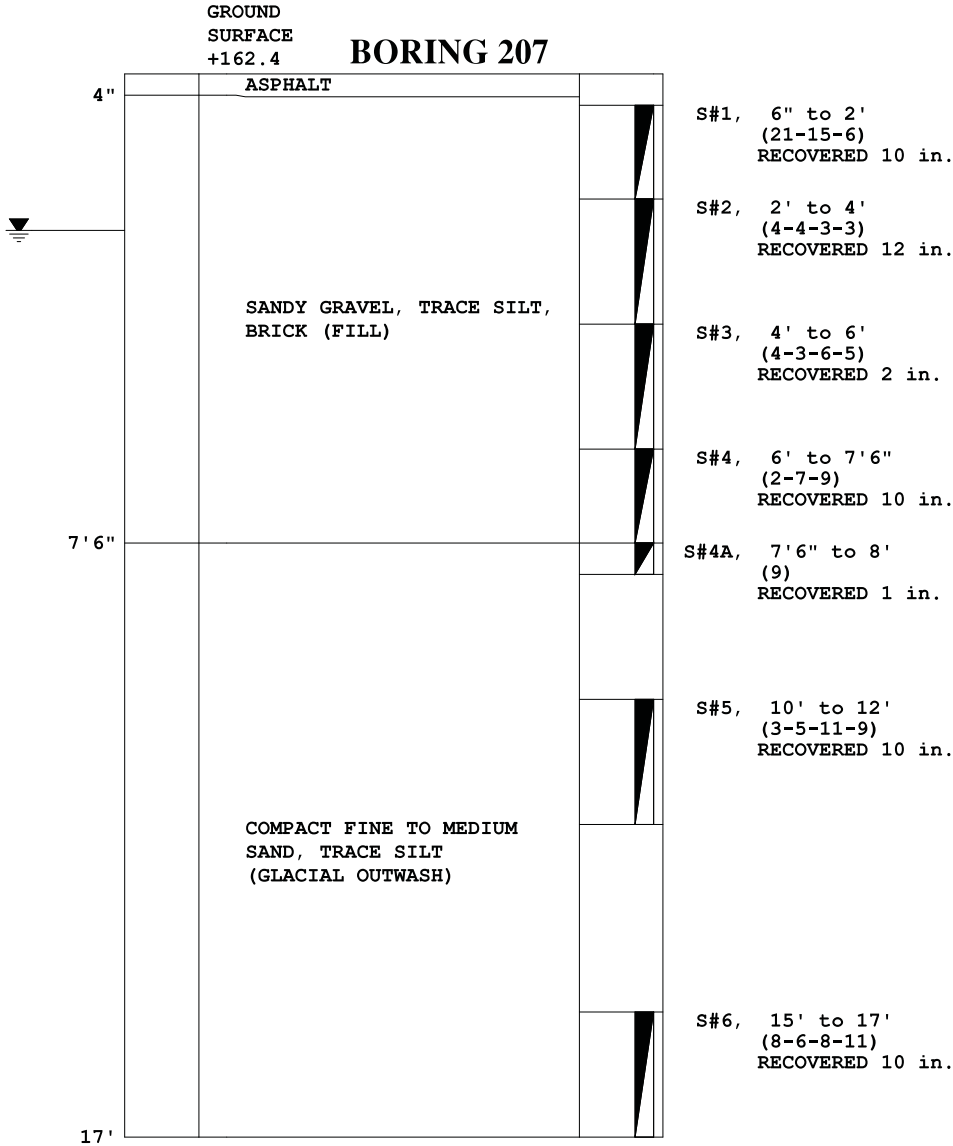 GROUND
SURFACE
+162.4
BORING 207
ASPHALT
4"
S#1, 6" to 2'
(21-15-6)
RECOVERED 10 in.
S#2, 2' to 4'
(4-4-3-3)
RECOVERED 12 in.
SANDY GRAVEL, TRACE SILT,
BRICK (FILL)
S#3, 4' to 6'
(4-3-6-5)
RECOVERED 2 in.
S#4, 6' to 7'6"
(2-7-9)
RECOVERED 10 in.
7'6"
S#4A, 7'6" to 8'
(9)
RECOVERED 1 in.
S#5, 10' to 12'
(3-5-11-9)
RECOVERED 10 in.
COMPACT FINE TO MEDIUM
SAND, TRACE SILT
(GLACIAL OUTWASH)
S#6, 15' to 17'
(8-6-8-11)
RECOVERED 10 in.
17'